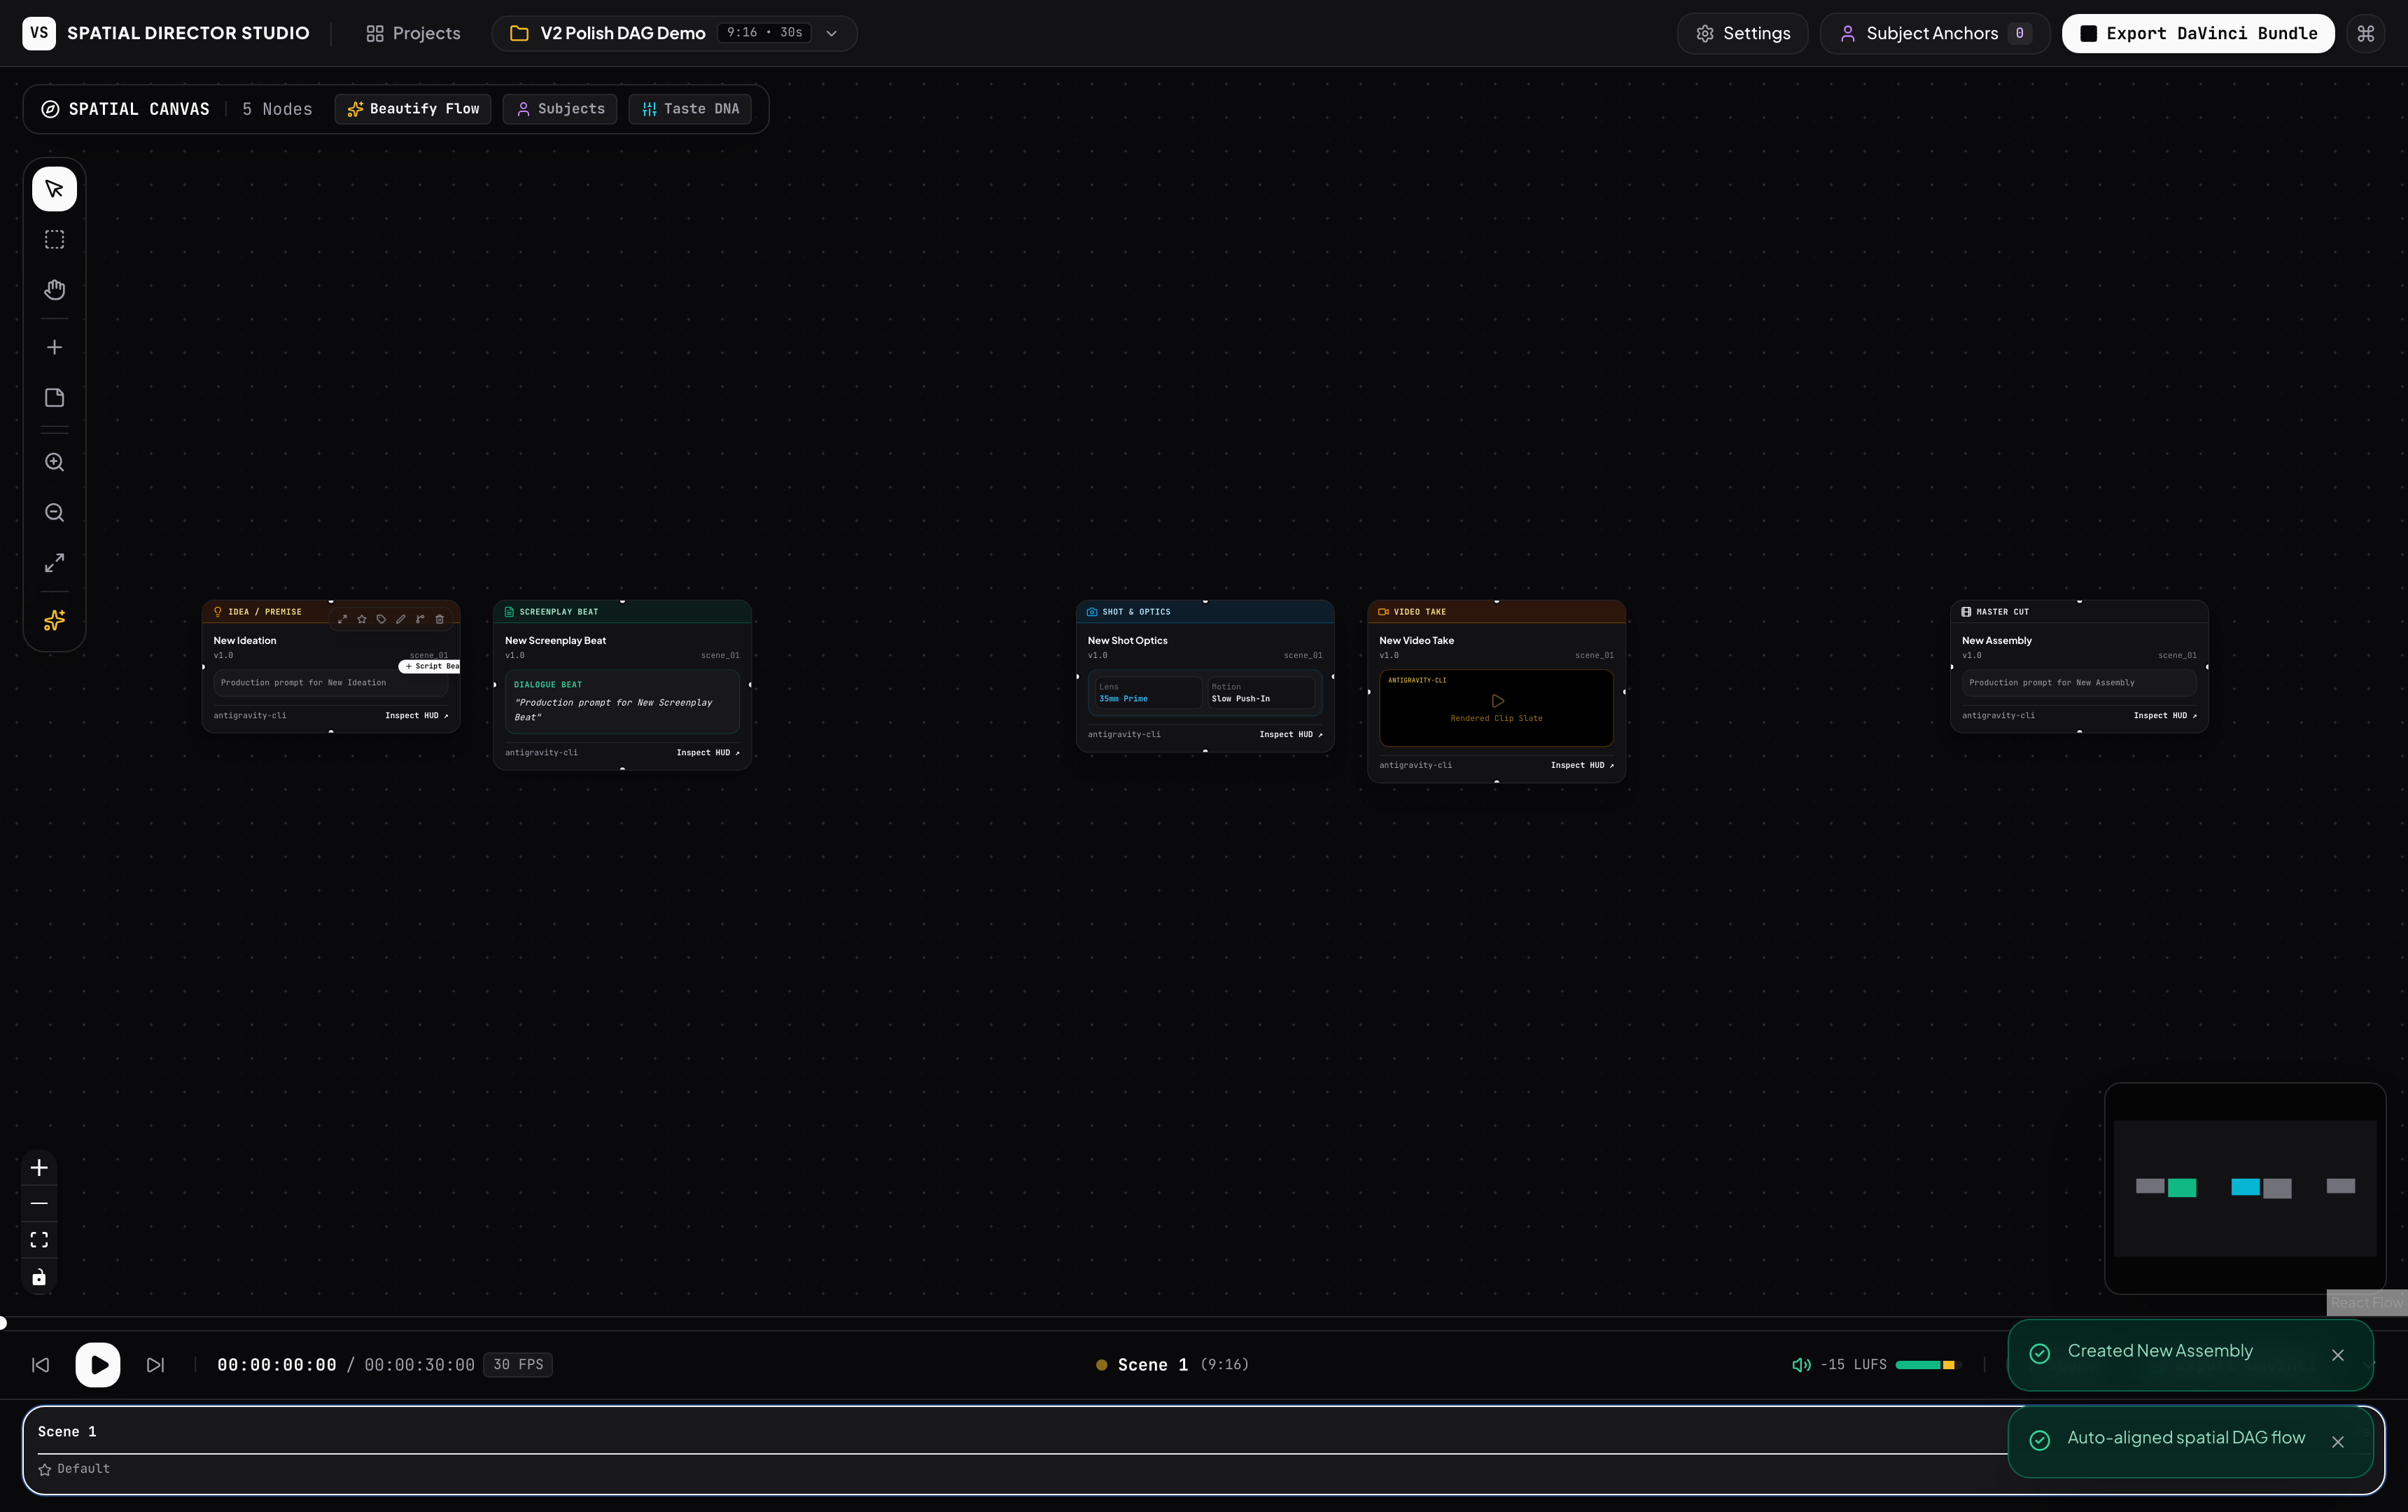 VS SPATIAL DIRECTOR STUDIO Projects V2 Polish DAG Demo 9:16 • 30s Settings Subject Anchors 0 Export DaVinci Bundle
SPATIAL CANVAS 5 Nodes Beautify Flow Subjects Taste DNA
IDEA / PREMISE
New Ideation
v1.0 scene_01
+ Script Bea
Production prompt for New Ideation
antigravity-cli Inspect HUD ↗
SCREENPLAY BEAT
New Screenplay Beat
v1.0 scene_01
DIALOGUE BEAT
"Production prompt for New Screenplay
Beat"
antigravity-cli Inspect HUD ↗
SHOT & OPTICS
New Shot Optics
v1.0 scene_01
Lens Motion
35mm Prime Slow Push-In
antigravity-cli Inspect HUD ↗
VIDEO TAKE
New Video Take
v1.0 scene_01
ANTIGRAVITY-CLI
Rendered Clip Slate
antigravity-cli Inspect HUD ↗
MASTER CUT
New Assembly
v1.0 scene_01
Production prompt for New Assembly
antigravity-cli Inspect HUD ↗
React Flow
00:00:00:00 / 00:00:30:00 30 FPS Scene 1 (9:16) -15 LUFS
Created New Assembly
Scene 1
Default
Auto-aligned spatial DAG flow